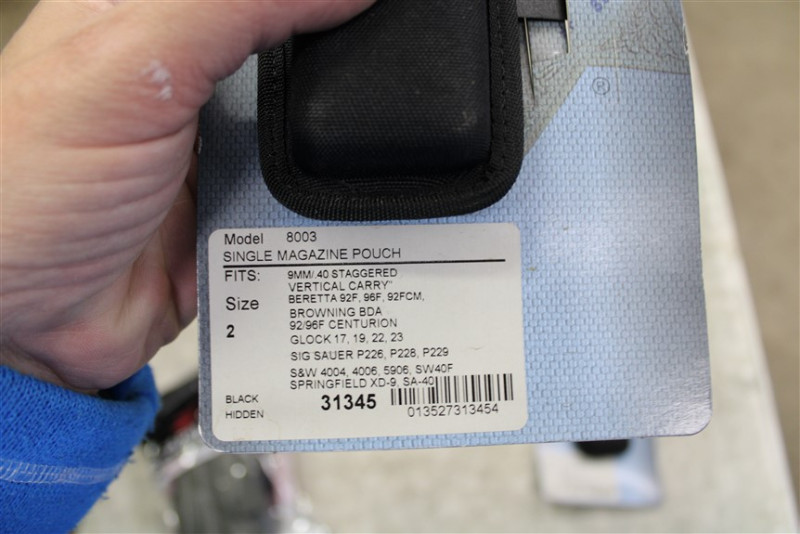 ®
Model 8003
SINGLE MAGAZINE POUCH
FITS: 9MM/.40 STAGGERED
VERTICAL CARRY"
Size BERETTA 92F, 96F, 92FCM,
BROWNING BDA
2 92/96F CENTURION
GLOCK 17, 19, 22, 23
SIG SAUER P226, P228, P229
S&W 4004, 4006, 5906, SW40F
SPRINGFIELD XD-9, SA-40
BLACK
HIDDEN 31345
013527313454